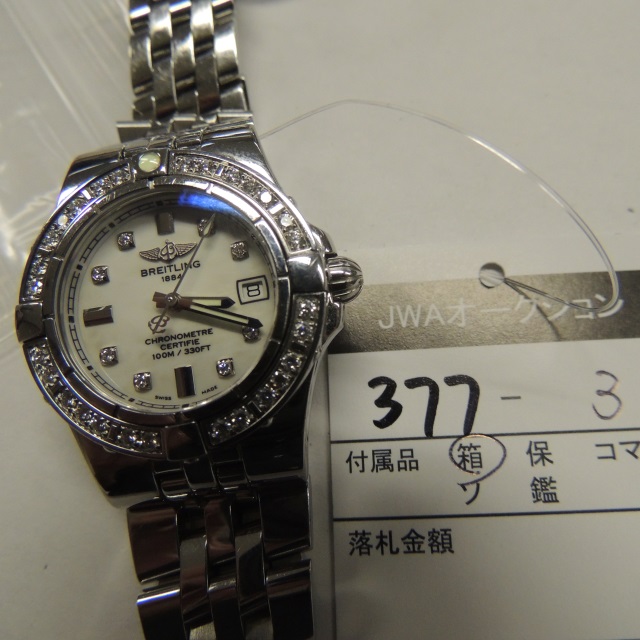 BREITLING
1884
CHRONOMETRE
CERTIFIE
100M / 330FT
SWISS MADE
JWAオークション
377 - 3
付属品 箱 保 コマ
ソ 鑑
落札金額